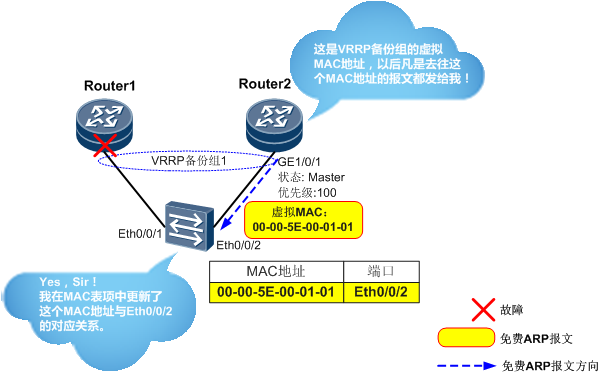 这是VRRP备份组的虚拟
MAC地址，以后凡是去往这
个MAC地址的报文都发给我！
Router1
Router2
VRRP备份组1
GE1/0/1
状态: Master
优先级:100
虚拟MAC：
00-00-5E-00-01-01
Eth0/0/1
Eth0/0/2
MAC地址 端口
00-00-5E-00-01-01 Eth0/0/2
Yes，Sir！
我在MAC表项中更新了
这个MAC地址与Eth0/0/2
的对应关系。
故障
免费ARP报文
免费ARP报文方向